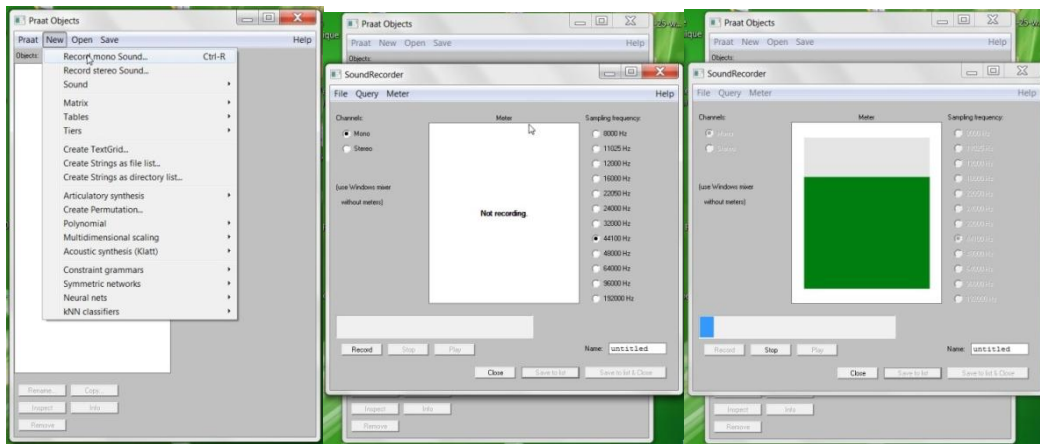 Praat Objects
Praat New Open Save Help
Objects:
Record mono Sound... Ctrl-R
Record stereo Sound...
Sound
Matrix
Tables
Tiers
Create TextGrid...
Create Strings as file list...
Create Strings as directory list...
Articulatory synthesis
Create Permutation...
Polynomial
Multidimensional scaling
Acoustic synthesis (Klatt)
Constraint grammars
Symmetric networks
Neural nets
kNN classifiers
Rename... Copy...
Inspect Info
Remove
Praat Objects
Praat New Open Save Help
Objects:
SoundRecorder
File Query Meter Help
Channels: Meter Sampling frequency:
Mono
Stereo
(use Windows mixer
without meters)
Not recording.
8000 Hz
11025 Hz
12000 Hz
16000 Hz
22050 Hz
24000 Hz
32000 Hz
44100 Hz
48000 Hz
64000 Hz
96000 Hz
192000 Hz
Record Stop Play Name: untitled
Close Save to list Save to list & Close
Inspect Info
Remove
Praat Objects
Praat New Open Save Help
Objects:
SoundRecorder
File Query Meter Help
Channels: Meter Sampling frequency:
Mono
Stereo
(use Windows mixer
without meters)
Record Stop Play Name: untitled
Close Save to list Save to list & Close
Inspect Info
Remove